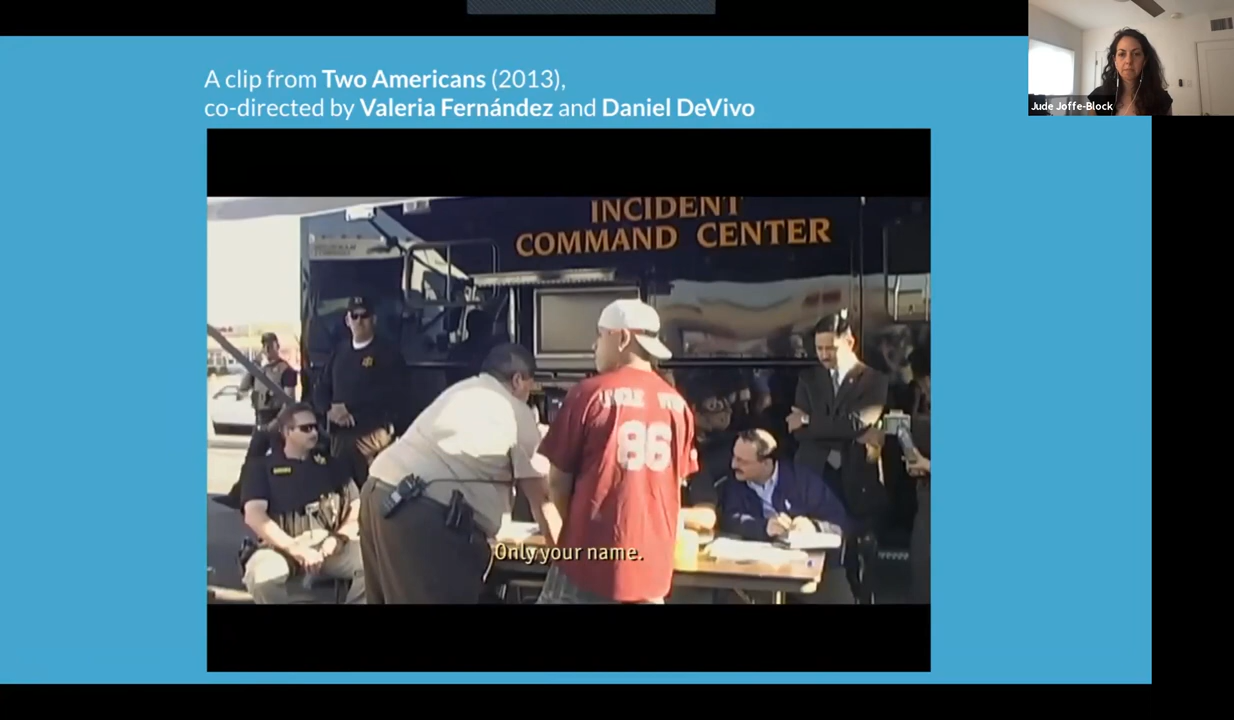 A clip from Two Americans (2013),
co-directed by Valeria Fernández and Daniel DeVivo
Jude Joffe-Block
INCIDENT
COMMAND CENTER
86
Only your name.